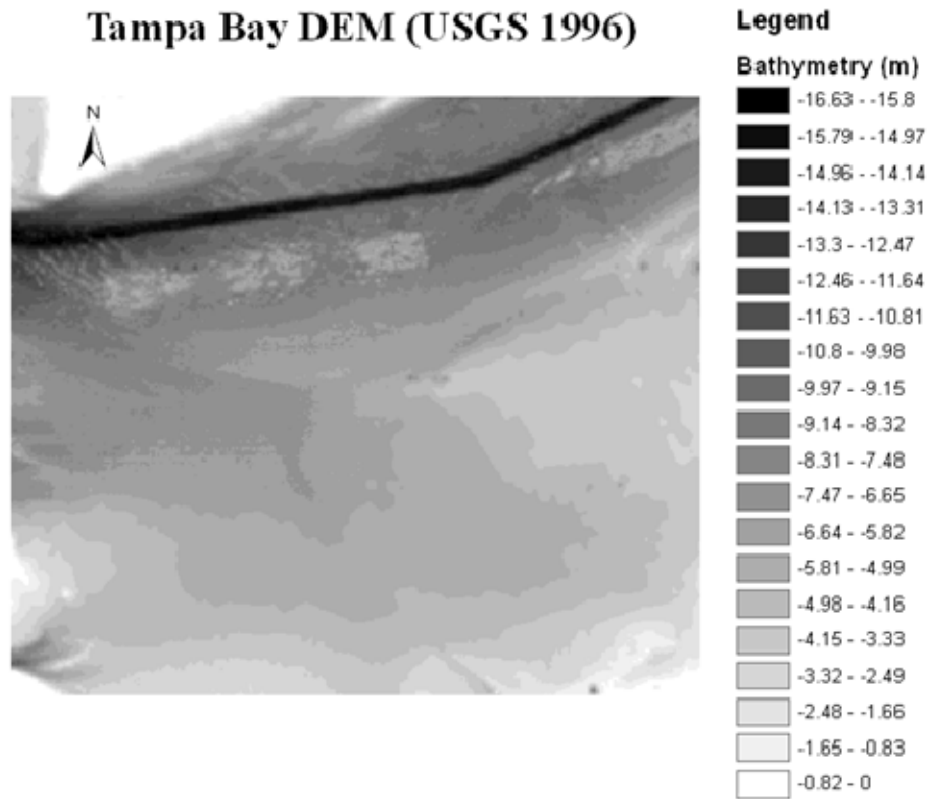 Tampa Bay DEM (USGS 1996)
N
Legend
Bathymetry (m)
-16.63 - -15.8
-15.79 - -14.97
-14.96 - -14.14
-14.13 - -13.31
-13.3 - -12.47
-12.46 - -11.64
-11.63 - -10.81
-10.8 - -9.98
-9.97 - -9.15
-9.14 - -8.32
-8.31 - -7.48
-7.47 - -6.65
-6.64 - -5.82
-5.81 - -4.99
-4.98 - -4.16
-4.15 - -3.33
-3.32 - -2.49
-2.48 - -1.66
-1.65 - -0.83
-0.82 - 0